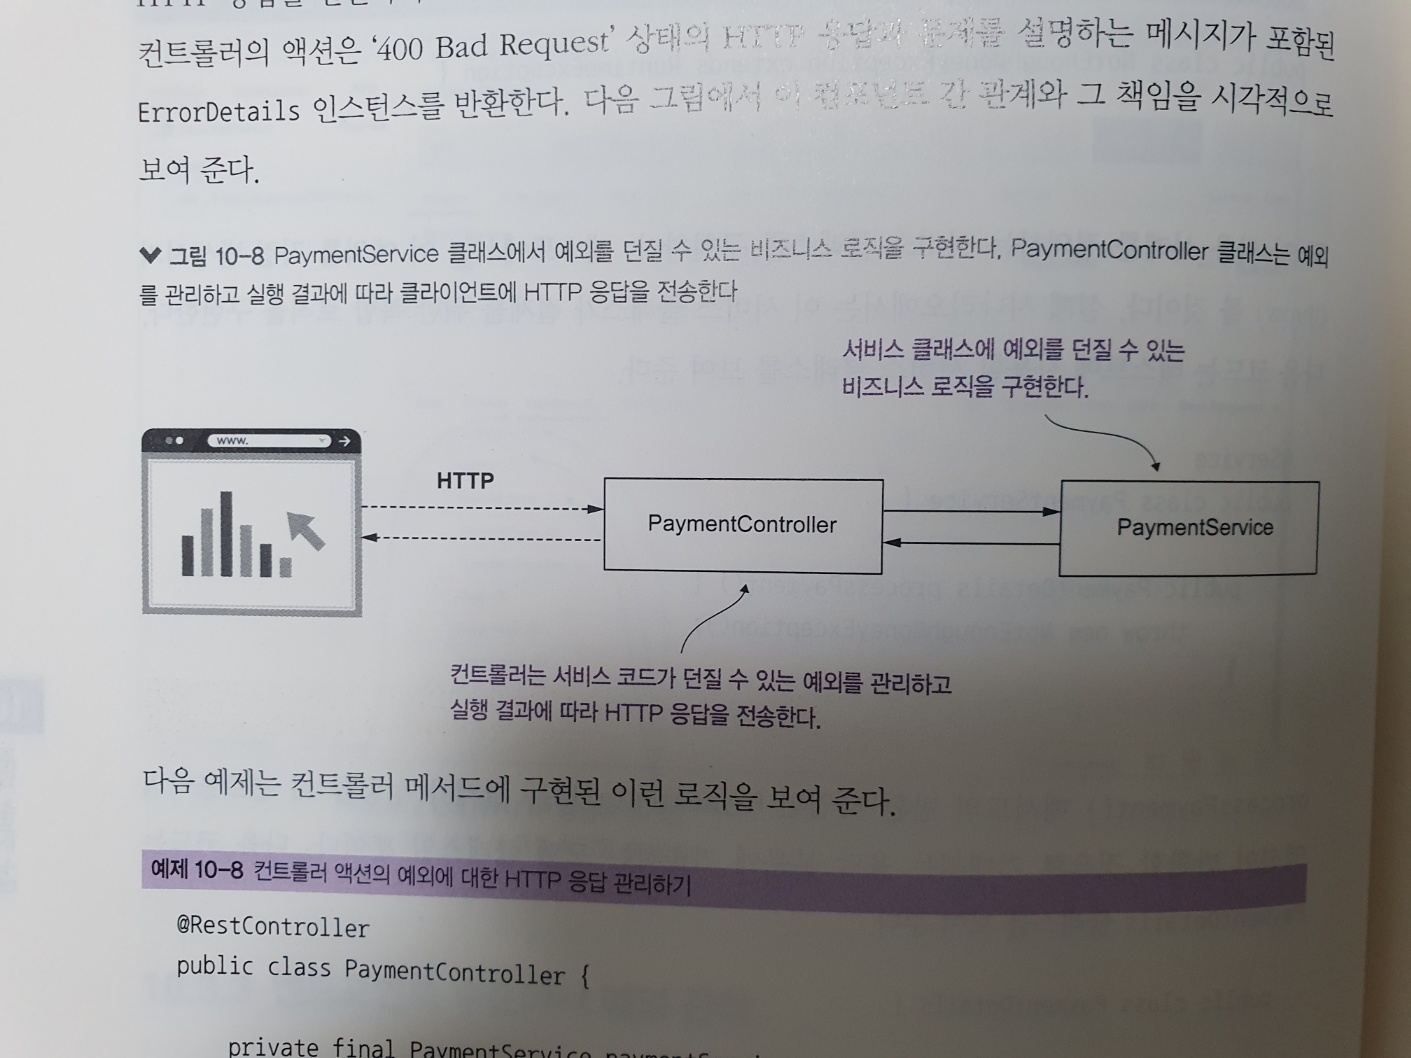 컨트롤러의 액션은 ‘400 Bad Request’ 상태의 HTTP 응답과 문제를 설명하는 메시지가 포함된
ErrorDetails 인스턴스를 반환한다. 다음 그림에서 이 컴포넌트 간 관계와 그 책임을 시각적으로
보여 준다.
그림 10-8 PaymentService 클래스에서 예외를 던질 수 있는 비즈니스 로직을 구현한다, PaymentController 클래스는 예외
를 관리하고 실행 결과에 따라 클라이언트에 HTTP 응답을 전송한다
서비스 클래스에 예외를 던질 수 있는
비즈니스 로직을 구현한다.
www.
HTTP
PaymentController
PaymentService
컨트롤러는 서비스 코드가 던질 수 있는 예외를 관리하고
실행 결과에 따라 HTTP 응답을 전송한다.
다음 예제는 컨트롤러 메서드에 구현된 이런 로직을 보여 준다.
예제 10-8 컨트롤러 액션의 예외에 대한 HTTP 응답 관리하기
@RestController
public class PaymentController {
private final PaymentService